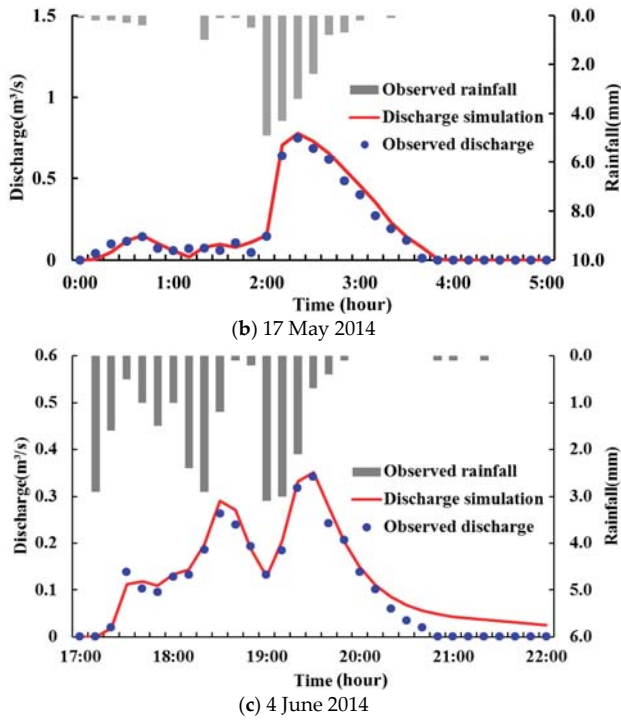 1.5
1
0.5
0
Discharge(m³/s)
0.0
2.0
4.0
6.0
8.0
10.0
Rainfall(mm)
Observed rainfall
Discharge simulation
Observed discharge
0:00 1:00 2:00 3:00 4:00 5:00
Time (hour)
(b) 17 May 2014
0.6
0.5
0.4
0.3
0.2
0.1
0
Discharge(m³/s)
0.0
1.0
2.0
3.0
4.0
5.0
6.0
Rainfall(mm)
Observed rainfall
Discharge simulation
Observed discharge
17:00 18:00 19:00 20:00 21:00 22:00
Time (hour)
(c) 4 June 2014